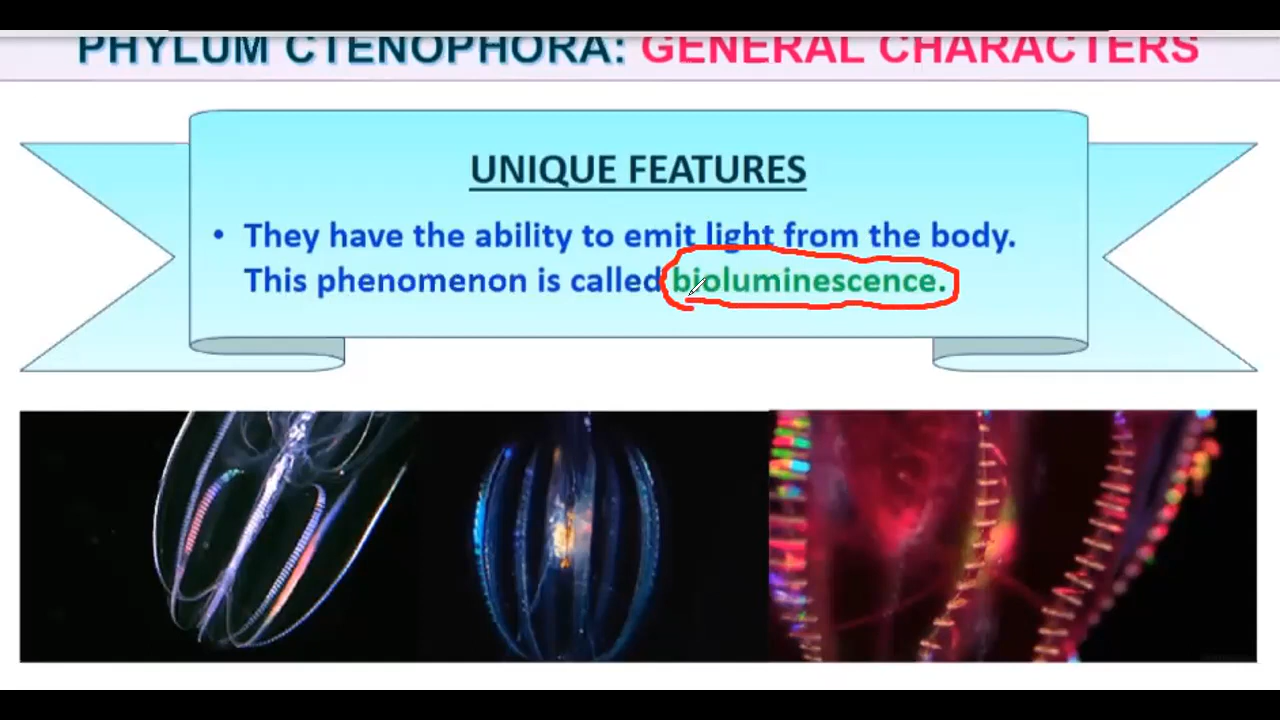 PHYLUM CTENOPHORA: GENERAL CHARACTERS
UNIQUE FEATURES
• They have the ability to emit light from the body.
This phenomenon is called bioluminescence.